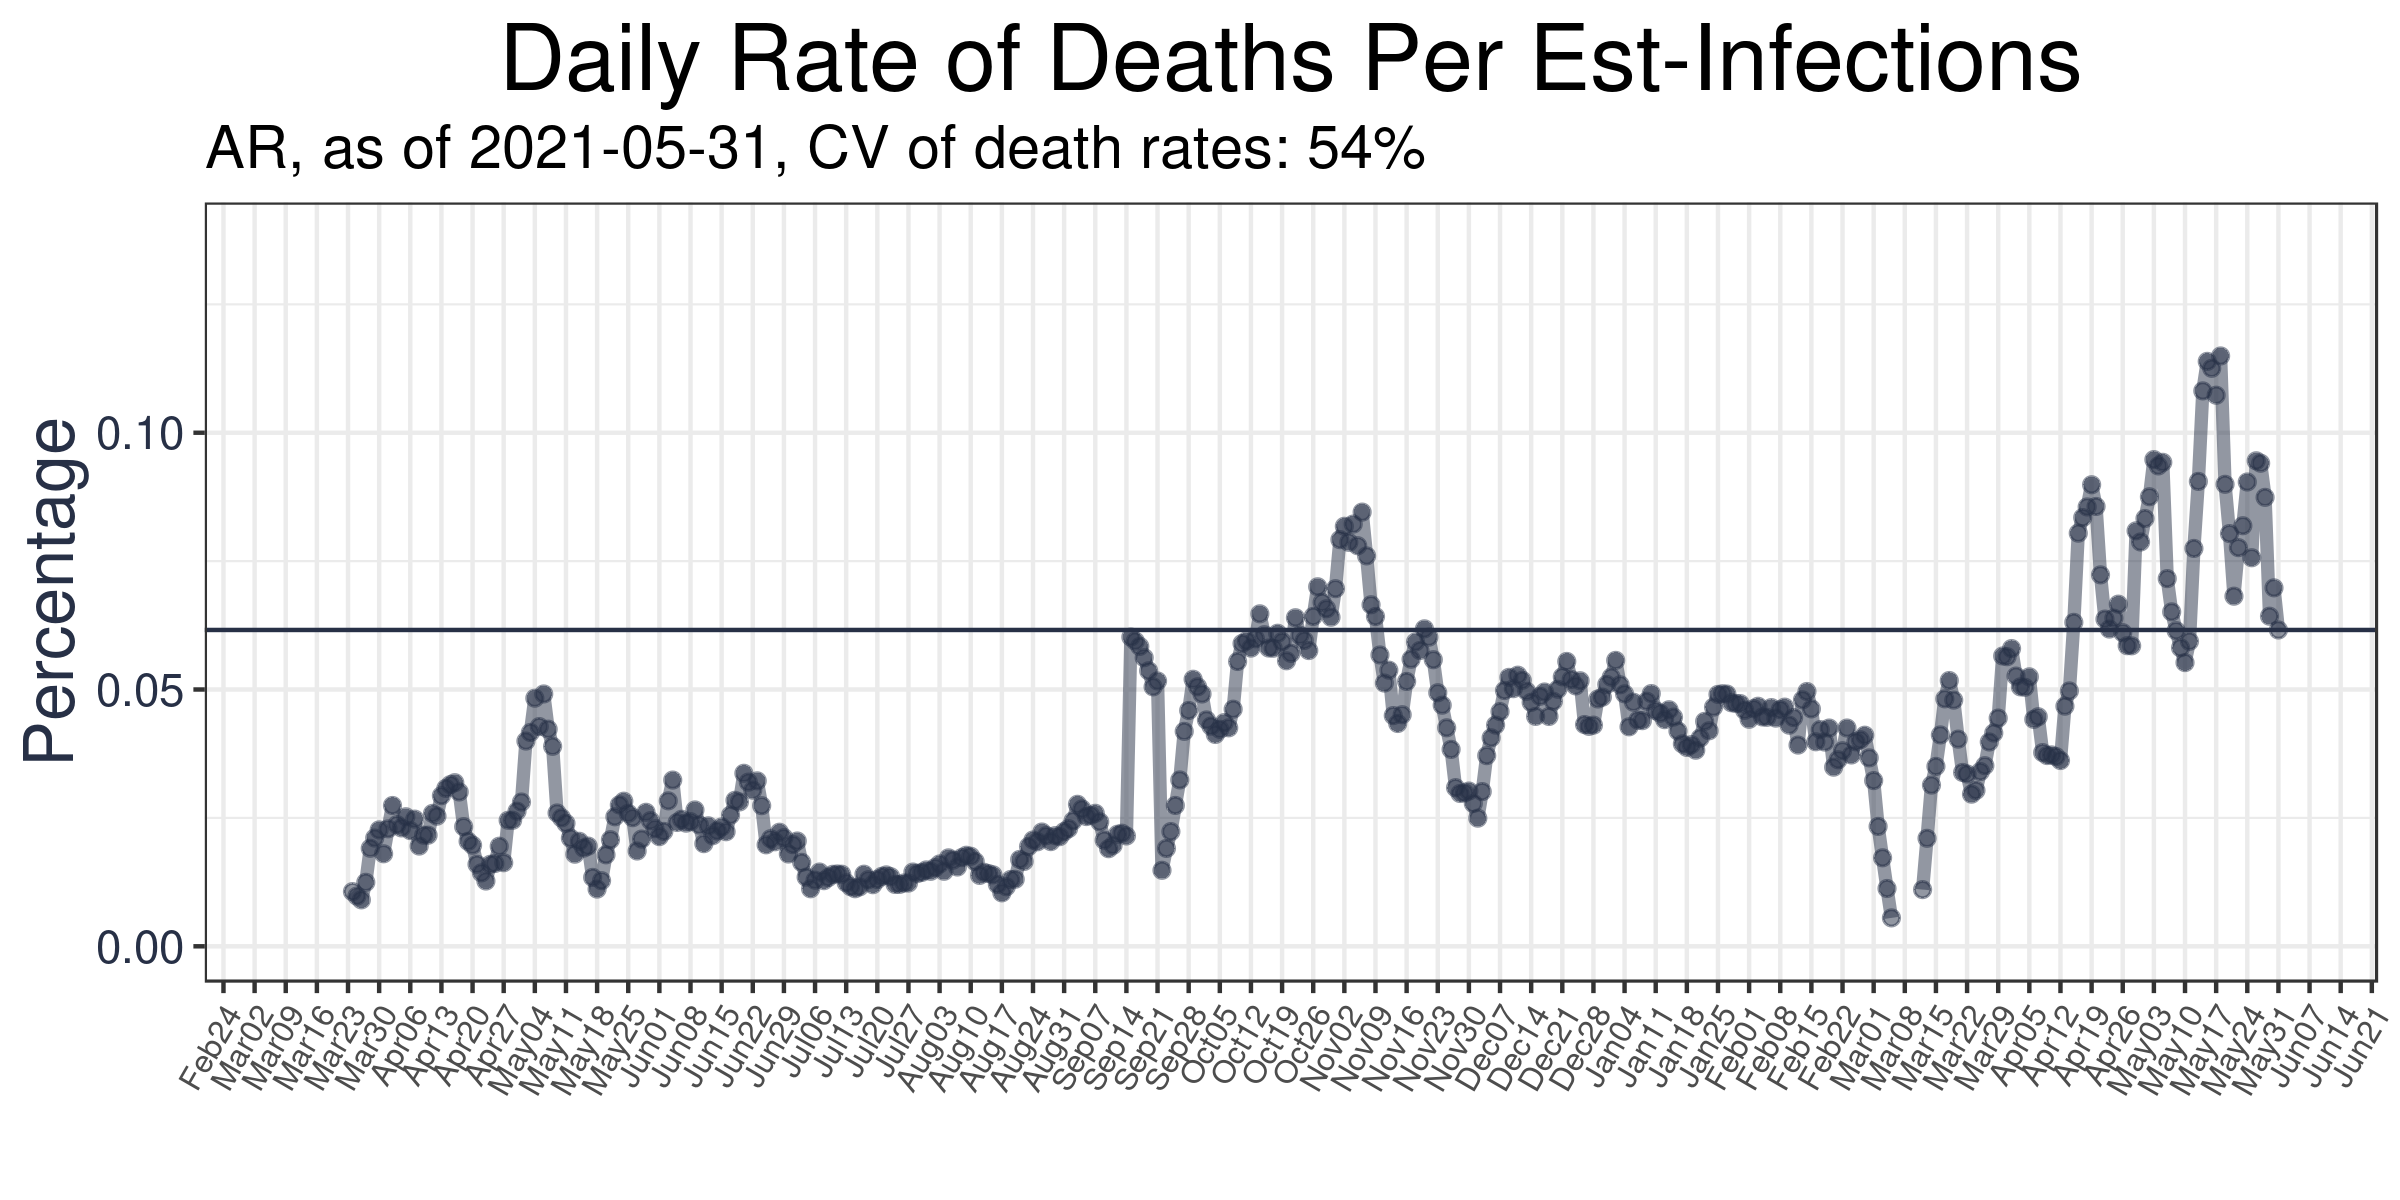 Daily Rate of Deaths Per Est-Infections
AR, as of 2021-05-31, CV of death rates: 54%
Percentage
0.10
0.05
0.00
Feb24
Mar02
Mar09
Mar16
Mar23
Mar30
Apr06
Apr13
Apr20
Apr27
May04
May11
May18
May25
Jun01
Jun08
Jun15
Jun22
Jun29
Jul06
Jul13
Jul20
Jul27
Aug03
Aug10
Aug17
Aug24
Aug31
Sep07
Sep14
Sep21
Sep28
Oct05
Oct12
Oct19
Oct26
Nov02
Nov09
Nov16
Nov23
Nov30
Dec07
Dec14
Dec21
Dec28
Jan04
Jan11
Jan18
Jan25
Feb01
Feb08
Feb15
Feb22
Mar01
Mar08
Mar15
Mar22
Mar29
Apr05
Apr12
Apr19
Apr26
May03
May10
May17
May24
May31
Jun07
Jun14
Jun21